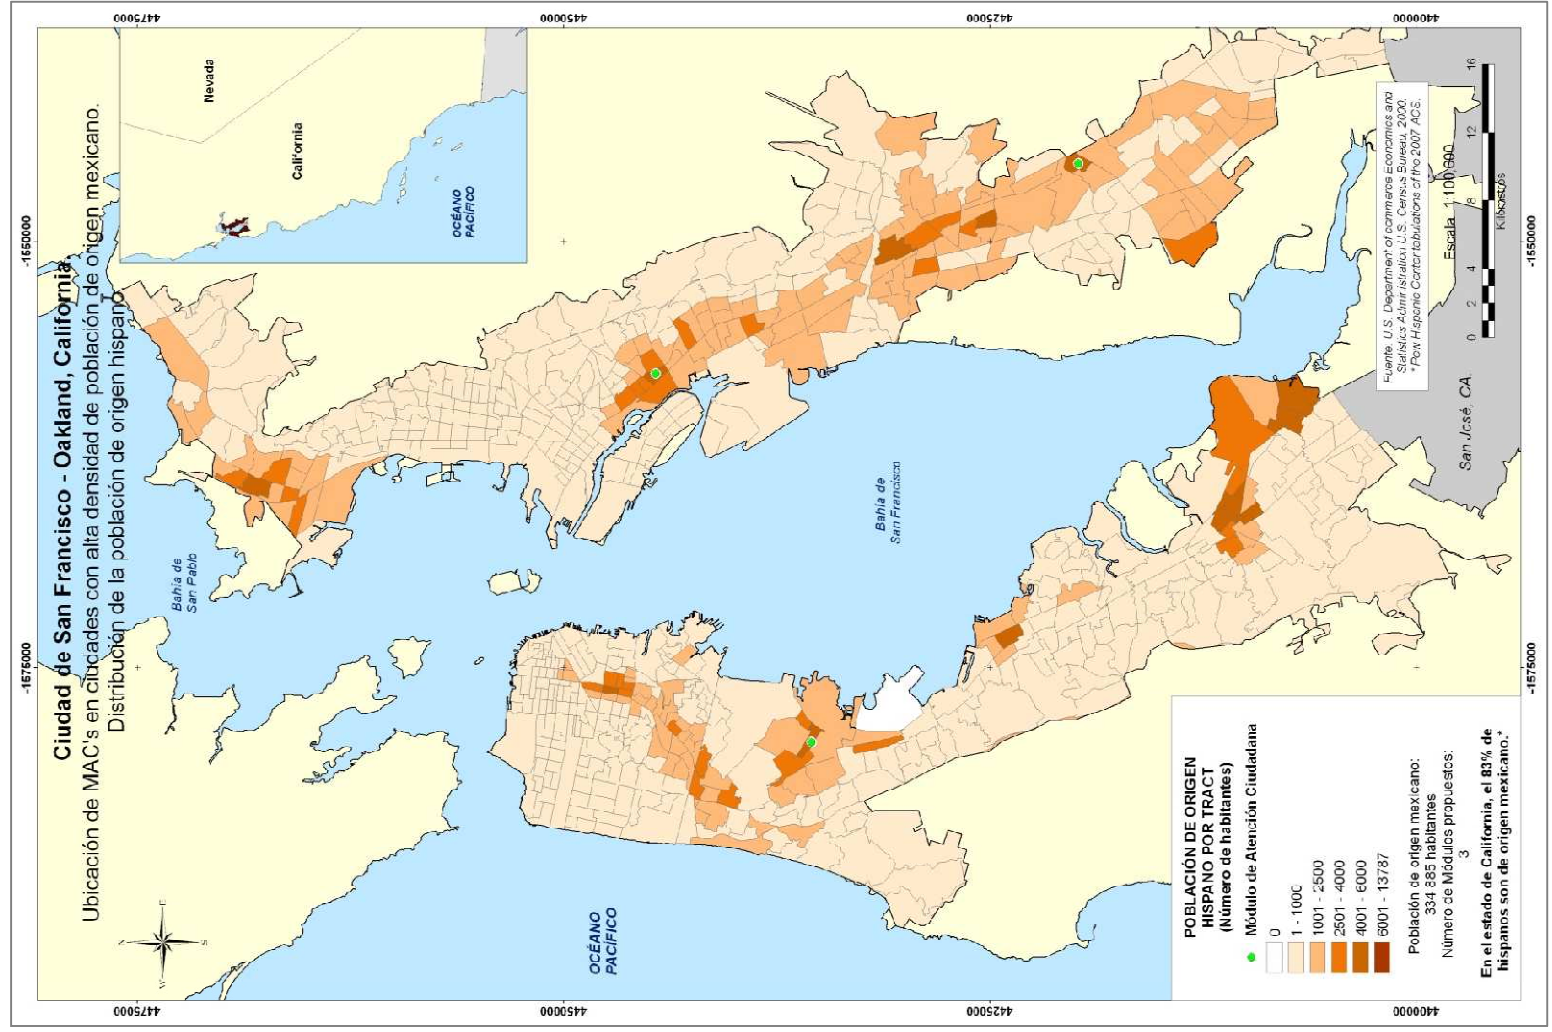 Ciudad de San Francisco - Oakland, California.
Ubicación de MAC's en ciudades con alta densidad de población de origen mexicano.
Distribución de la población de origen hispano
-1575000
-1550000
4475000
4450000
4425000
4400000
4475000
4450000
4425000
4400000
-1575000
-1550000
Nevada
California
OCÉANO
PACÍFICO
Bahía de
San Pablo
Bahía de
San Francisco
OCÉANO
PACÍFICO
San José, CA.
N
E
S
W
POBLACIÓN DE ORIGEN
HISPANO POR TRACT
(Número de habitantes)
Módulo de Atención Ciudadana
0
1 - 1000
1001 - 2500
2501 - 4000
4001 - 6000
6001 - 13787
Población de origen mexicano:
334 885 habitantes
Número de Módulos propuestos:
3
En el estado de California, el 83% de
hispanos son de origen mexicano.*
Fuente: U.S. Department of commerce Economics and
Statistics Administration U.S. Census Bureau, 2000.
*Pew Hispanic Center tabulations of the 2007 ACS.
Escala 1:100,000
0 2 4 8 12 16
Kilómetros